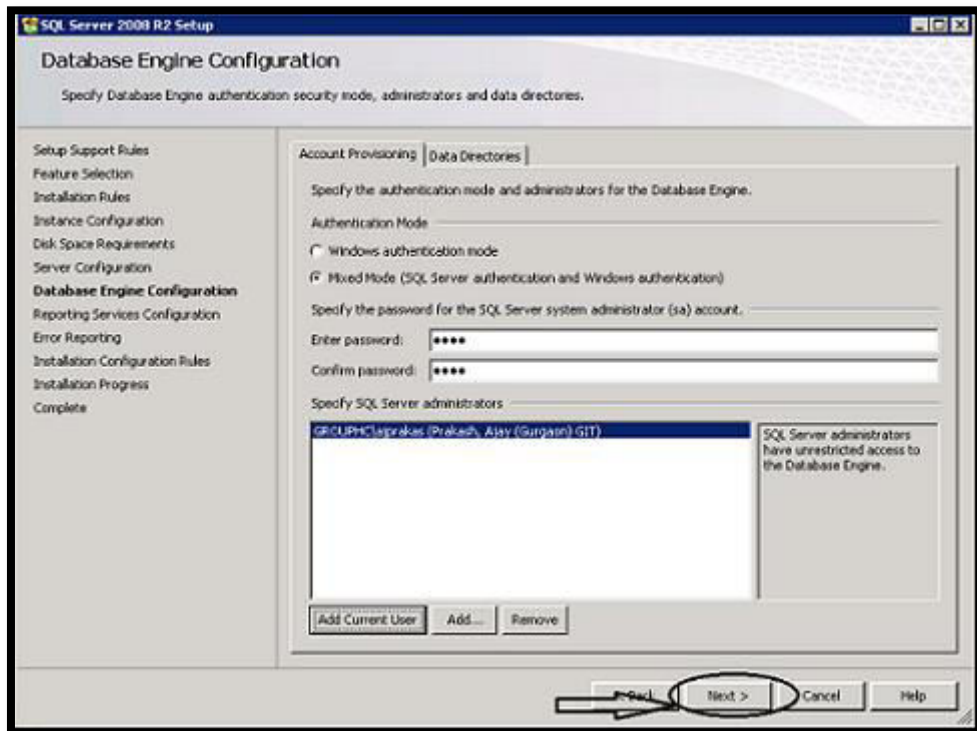 SQL Server 2008 R2 Setup
Database Engine Configuration
Specify Database Engine authentication security mode, administrators and data directories.
Setup Support Rules
Feature Selection
Installation Rules
Instance Configuration
Disk Space Requirements
Server Configuration
Database Engine Configuration
Reporting Services Configuration
Error Reporting
Installation Configuration Rules
Installation Progress
Complete
Account Provisioning Data Directories
Specify the authentication mode and administrators for the Database Engine.
Authentication Mode
Windows authentication mode
Mixed Mode (SQL Server authentication and Windows authentication)
Specify the password for the SQL Server system administrator (sa) account.
Enter password: ••••
Confirm password: ••••
Specify SQL Server administrators
GROUPHC\aiprakas (Prakash, Ajay (Gurgaon) GIT)
SQL Server administrators
have unrestricted access to
the Database Engine.
Add Current User Add... Remove
< Back Next > Cancel Help